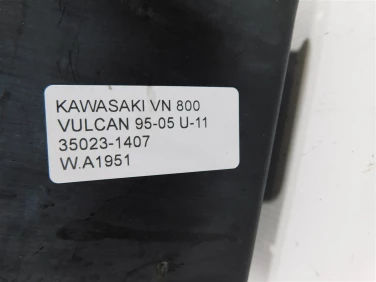 KAWASAKI VN 800
VULCAN 95-05 U-11
35023-1407
W.A1951